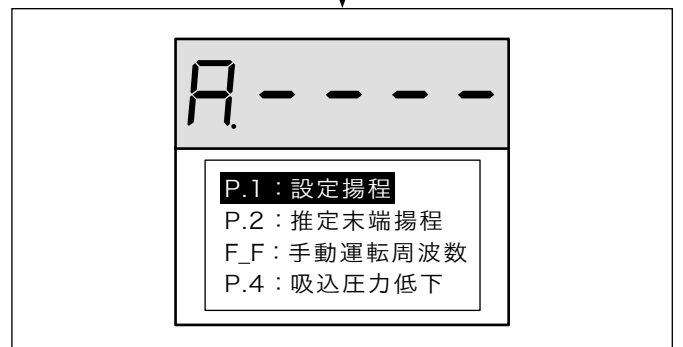 A.----
P.1：設定揚程
P.2：推定末端揚程
F_F：手動運転周波数
P.4：吸込圧力低下